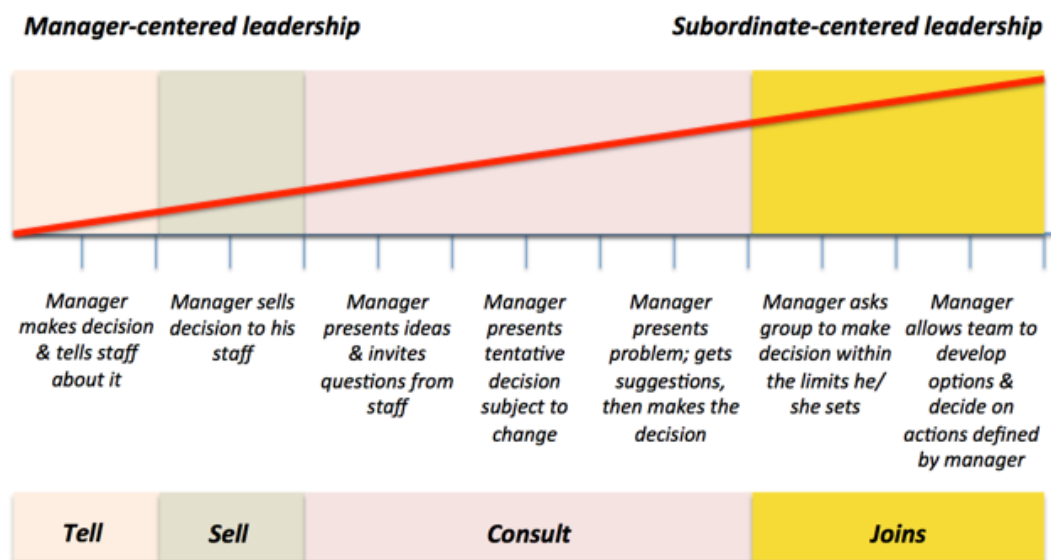 Manager-centered leadership
Subordinate-centered leadership
Manager
makes decision
& tells staff
about it
Manager sells
decision to his
staff
Manager
presents ideas
& invites
questions from
staff
Manager
presents
tentative
decision
subject to
change
Manager
presents
problem; gets
suggestions,
then makes the
decision
Manager asks
group to make
decision within
the limits he/
she sets
Manager
allows team to
develop
options &
decide on
actions defined
by manager
Tell
Sell
Consult
Joins